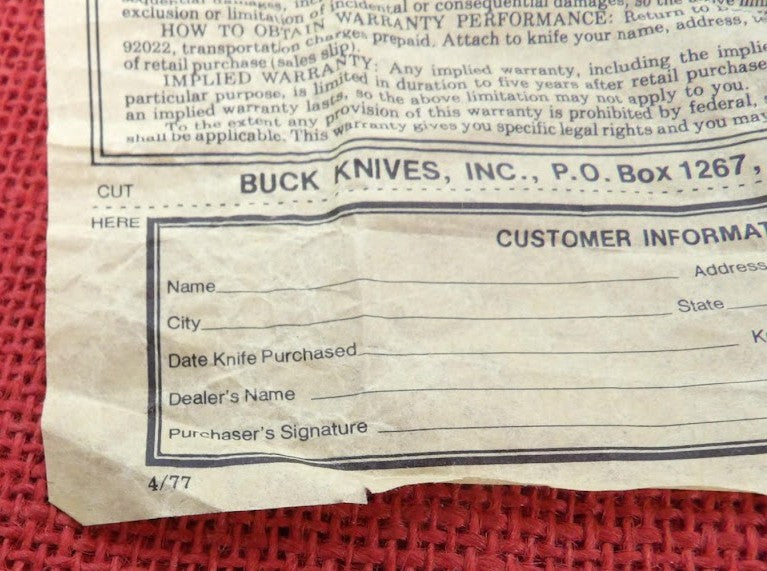 incidental or consequential damages, so the
exclusion or limitation of WARRANTY PERFORMANCE: Return to
HOW TO OBTAIN
92022, transportation charges prepaid. Attach to knife your name, address,
of retail purchase (sales slip).
IMPLIED WARRANTY: Any implied warranty, including the implie
particular purpose, is limited in duration to five years after retail purchase
an implied warranty lasts, so the above limitation may not apply to you.
To the extent any provision of this warranty is prohibited by federal,
shall be applicable. This warranty gives you specific legal rights and you may
BUCK KNIVES, INC., P.O. Box 1267,
CUT
HERE
CUSTOMER INFORMAT
Name Address
City State
Date Knife Purchased K
Dealer's Name
Purchaser's Signature
4/77